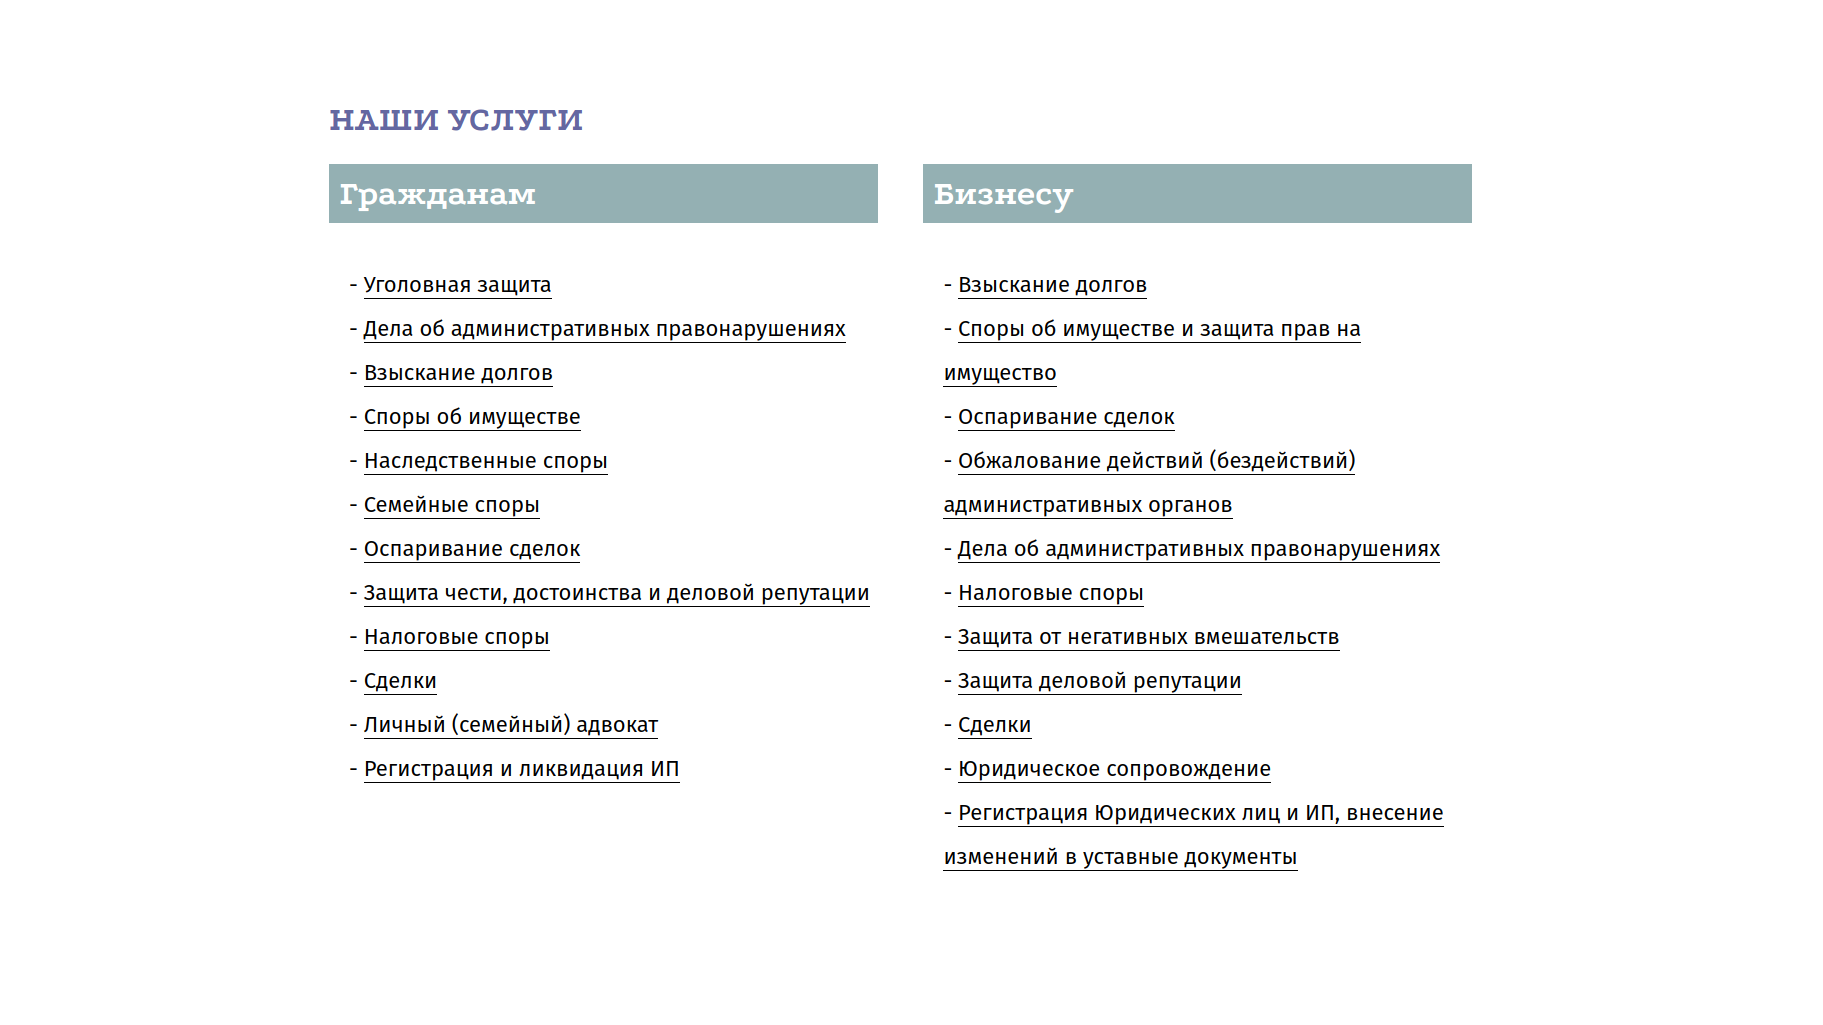 НАШИ УСЛУГИ
Гражданам
- Уголовная защита
- Дела об административных правонарушениях
- Взыскание долгов
- Споры об имуществе
- Наследственные споры
- Семейные споры
- Оспаривание сделок
- Защита чести, достоинства и деловой репутации
- Налоговые споры
- Сделки
- Личный (семейный) адвокат
- Регистрация и ликвидация ИП
Бизнесу
- Взыскание долгов
- Споры об имуществе и защита прав на
имущество
- Оспаривание сделок
- Обжалование действий (бездействий)
административных органов
- Дела об административных правонарушениях
- Налоговые споры
- Защита от негативных вмешательств
- Защита деловой репутации
- Сделки
- Юридическое сопровождение
- Регистрация Юридических лиц и ИП, внесение
изменений в уставные документы